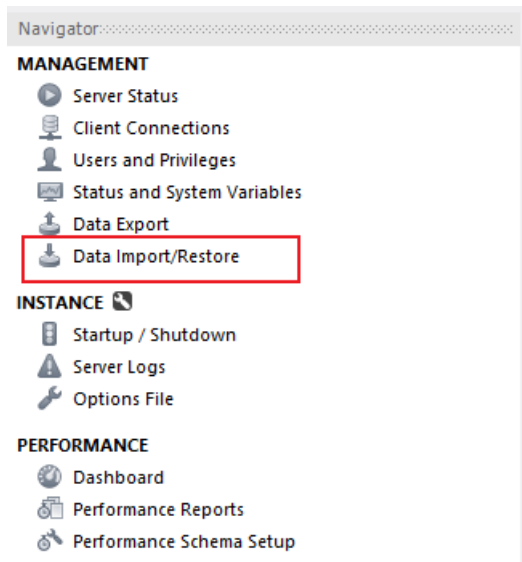 Navigator
MANAGEMENT
Server Status
Client Connections
Users and Privileges
Status and System Variables
Data Export
Data Import/Restore
INSTANCE
Startup / Shutdown
Server Logs
Options File
PERFORMANCE
Dashboard
Performance Reports
Performance Schema Setup